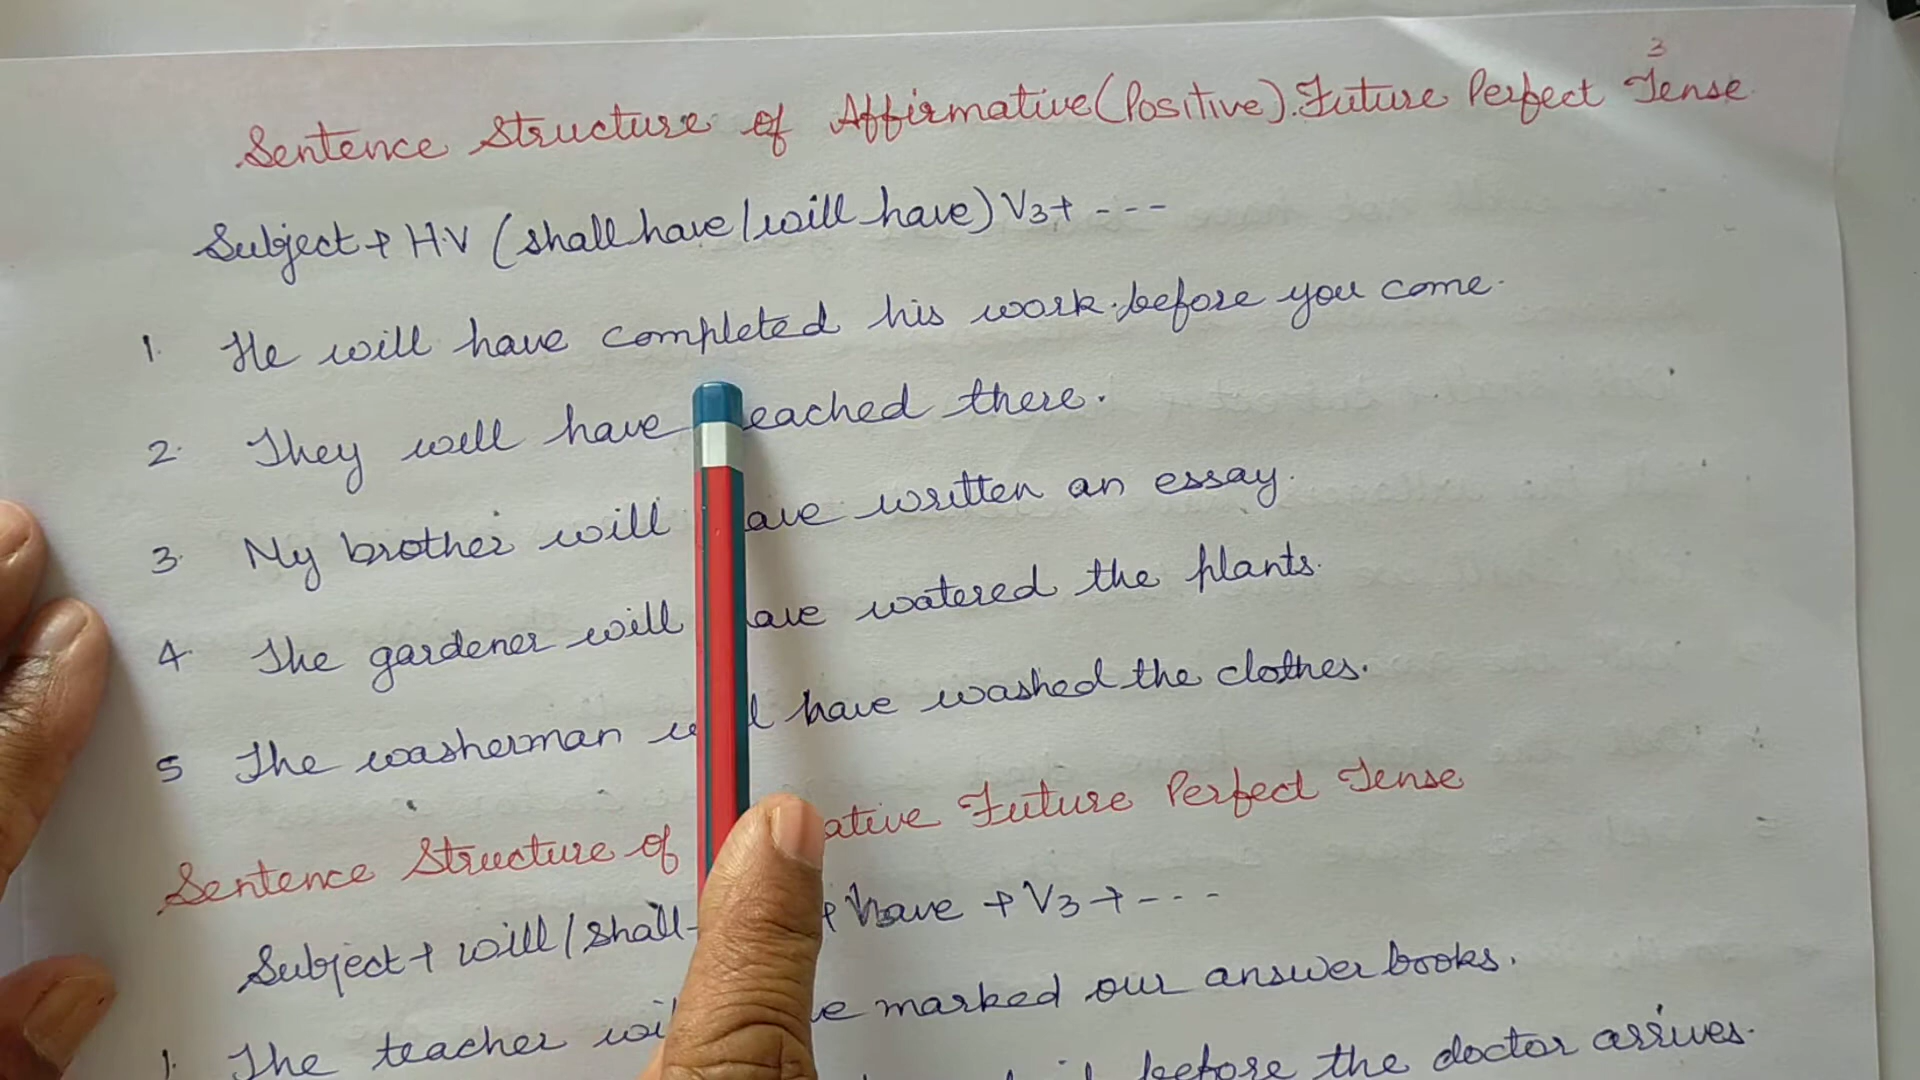 3
Sentence Structure of Affirmative(Positive).Future Perfect Tense
Subject + H.V (shall have/will have) V3+ ---
1. He will have completed his work before you come.
2. They will have eached there.
3. My brother will ave written an essay.
4. The gardener will ave watered the plants.
5 The washerman w l have washed the clothes.
Sentence Structure of ative Future Perfect Tense
Subject + will/shall + have + V3 + ---
1. The teacher wi e marked our answer books.
before the doctor arrives.